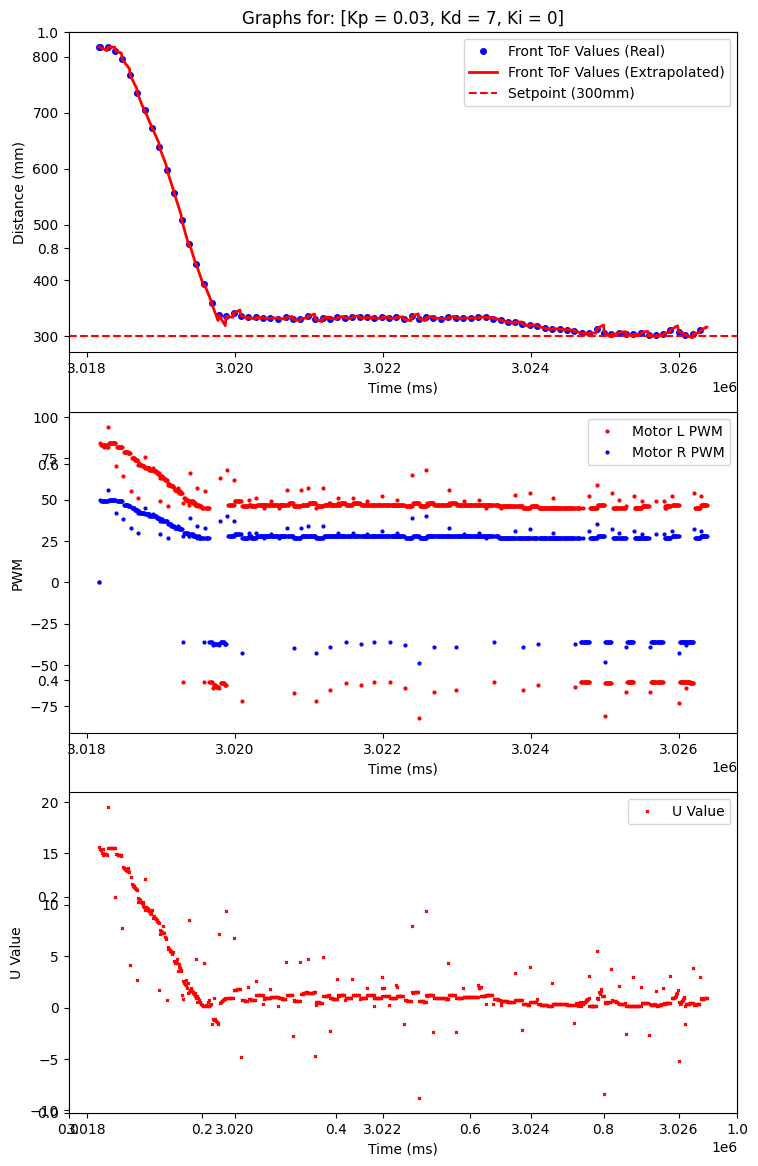 Graphs for: [Kp = 0.03, Kd = 7, Ki = 0]
1.0
800
700
600
500
0.8
400
300
Distance (mm)
Front ToF Values (Real)
Front ToF Values (Extrapolated)
Setpoint (300mm)
3.018 3.020 3.022 3.024 3.026
1e6
Time (ms)
100
75
0.6
50
25
0
−25
−50
0.4
−75
PWM
Motor L PWM
Motor R PWM
3.018 3.020 3.022 3.024 3.026
1e6
Time (ms)
20
15
0.2
10
5
0
−5
−10
0.0
U Value
U Value
0.0 3.018 0.2 3.020 0.4 3.022 0.6 3.024 0.8 3.026 1.0
1e6
Time (ms)